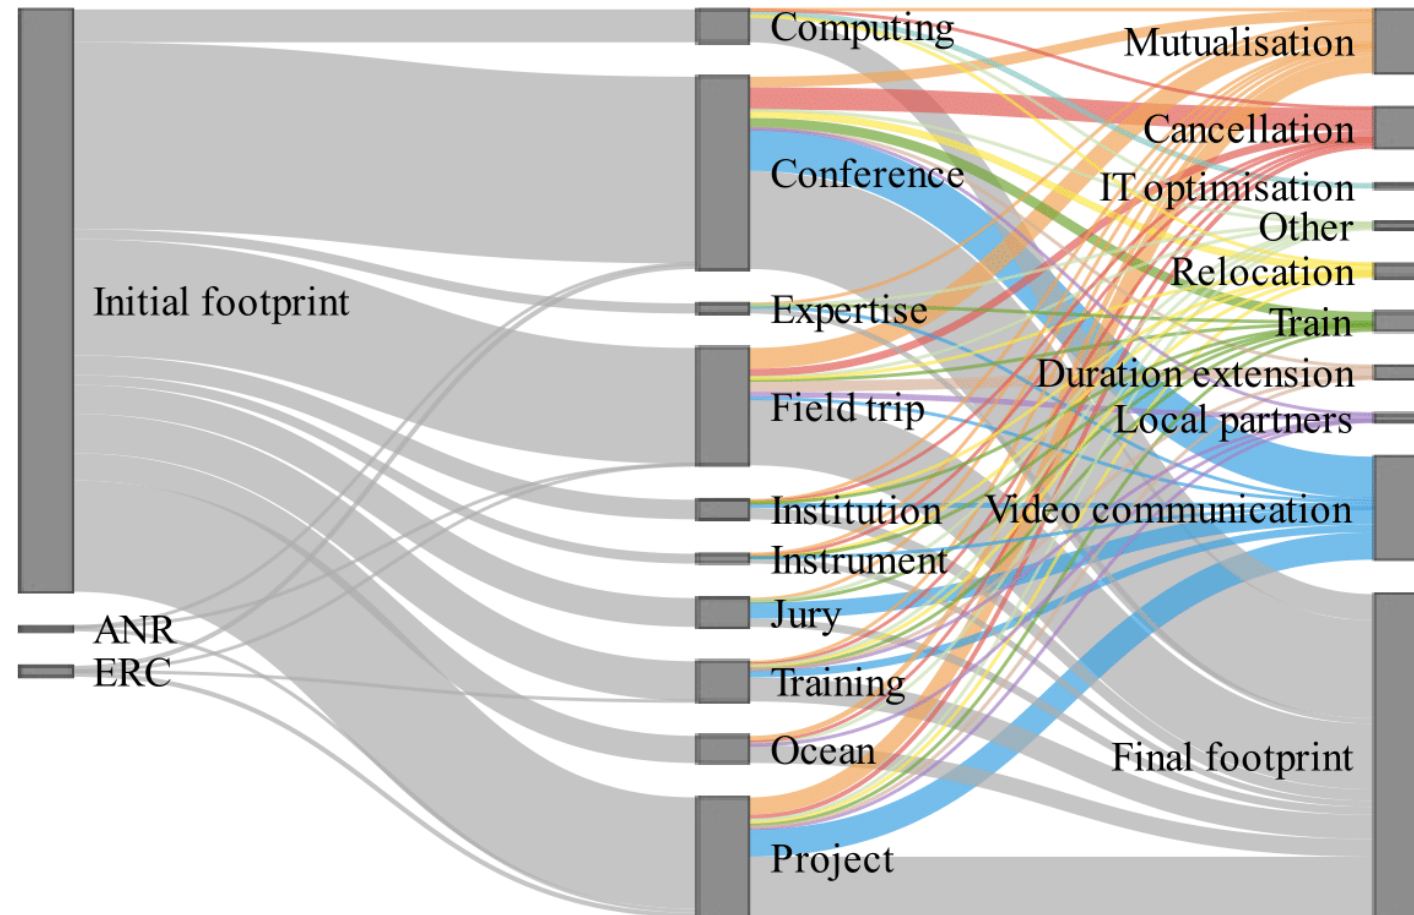 Initial footprint
ANR
ERC
Computing
Conference
Expertise
Field trip
Institution
Instrument
Jury
Training
Ocean
Project
Mutualisation
Cancellation
IT optimisation
Other
Relocation
Train
Duration extension
Local partners
Video communication
Final footprint